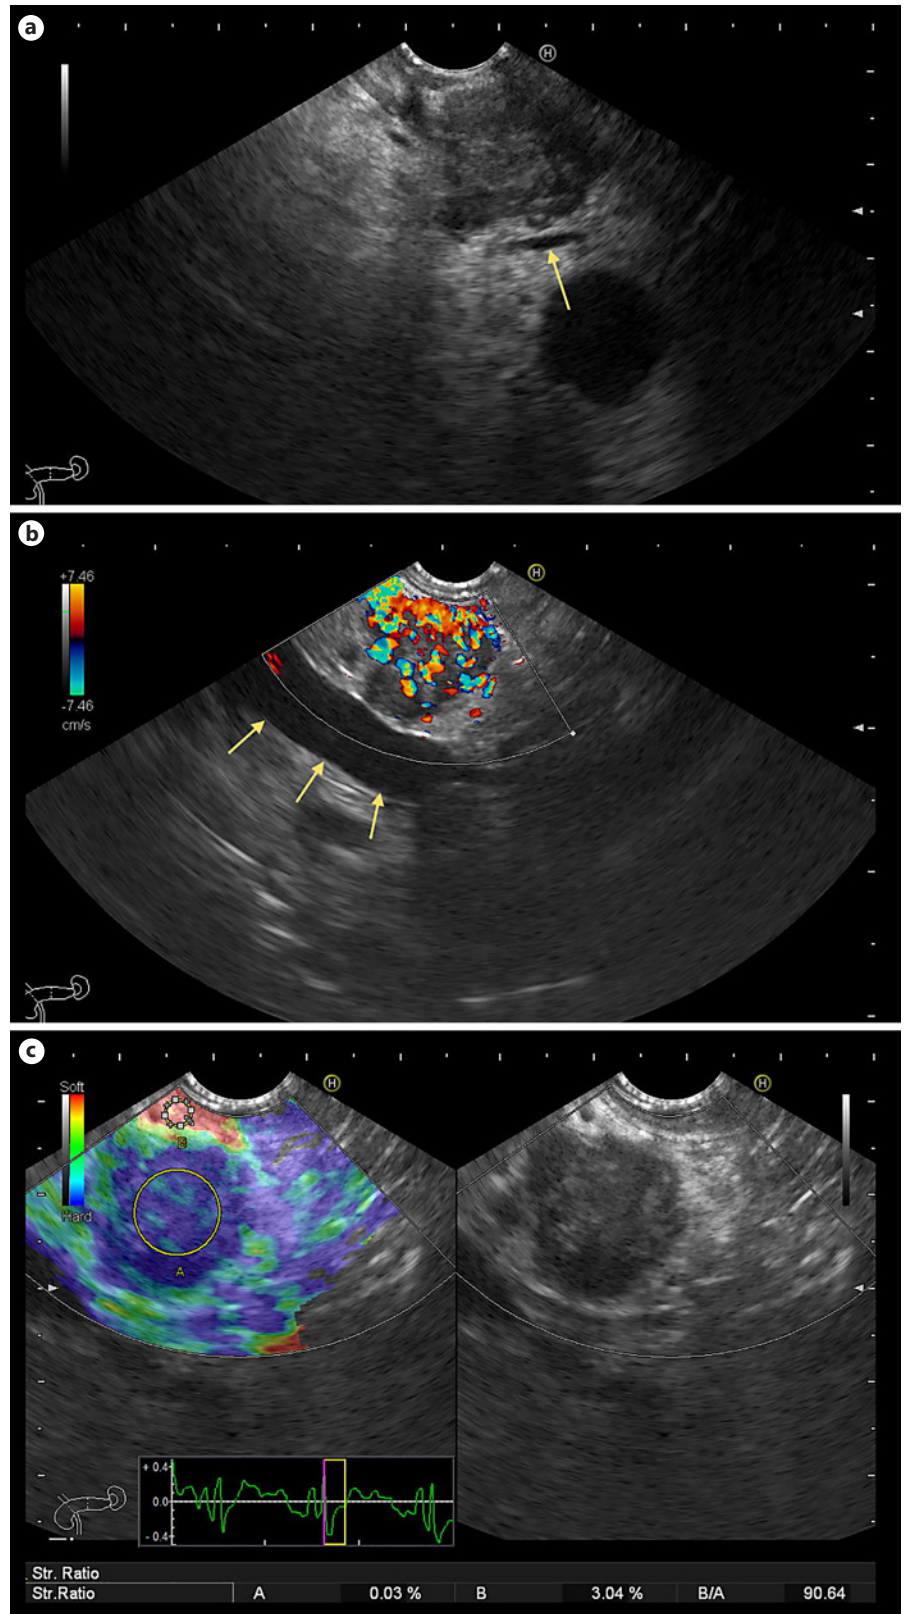 a
H
b
+7.46
-7.46
cm/s
H
c
Soft
Hard
H
H
B
A
+ 0.4
0.0
- 0.4
Str. Ratio
Str.Ratio A 0.03 % B 3.04 % B/A 90.64